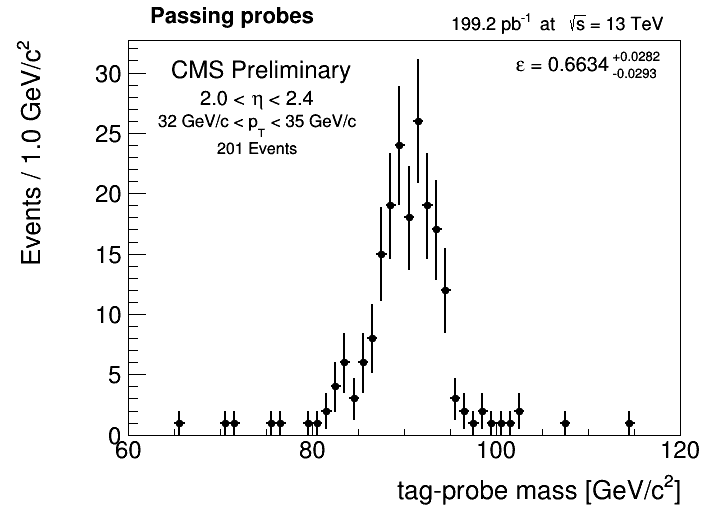 Passing probes
199.2 pb⁻¹ at √s = 13 TeV
CMS Preliminary
2.0 < η < 2.4
32 GeV/c < p_T < 35 GeV/c
201 Events
ε = 0.6634 +0.0282 -0.0293
Events / 1.0 GeV/c²
30
25
20
15
10
5
0
60 80 100 120
tag-probe mass [GeV/c²]